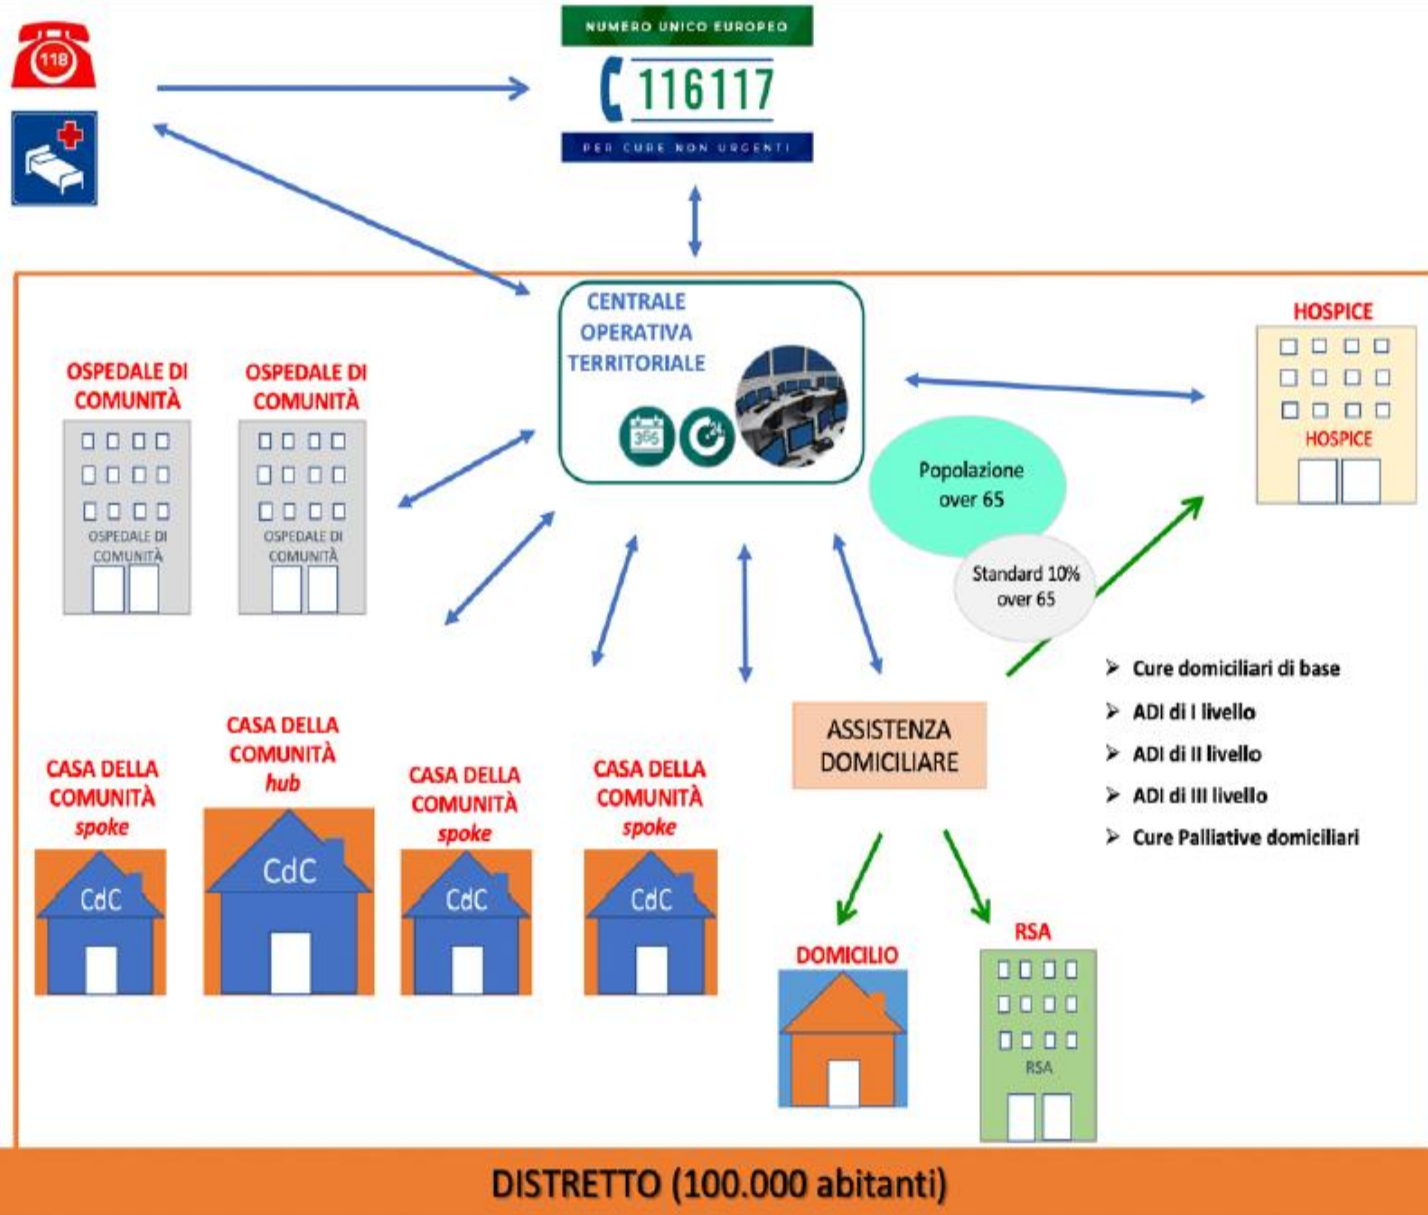 118
NUMERO UNICO EUROPEO
116117
PER CURE NON URGENTI
CENTRALE
OPERATIVA
TERRITORIALE
365
24
HOSPICE
HOSPICE
OSPEDALE DI
COMUNITÀ
OSPEDALE DI
COMUNITÀ
OSPEDALE DI
COMUNITÀ
OSPEDALE DI
COMUNITÀ
Popolazione
over 65
Standard 10%
over 65
➢ Cure domiciliari di base
➢ ADI di I livello
➢ ADI di II livello
➢ ADI di III livello
➢ Cure Palliative domiciliari
ASSISTENZA
DOMICILIARE
CASA DELLA
COMUNITÀ
spoke
CdC
CASA DELLA
COMUNITÀ
hub
CdC
CASA DELLA
COMUNITÀ
spoke
CdC
CASA DELLA
COMUNITÀ
spoke
CdC
DOMICILIO
RSA
RSA
DISTRETTO (100.000 abitanti)